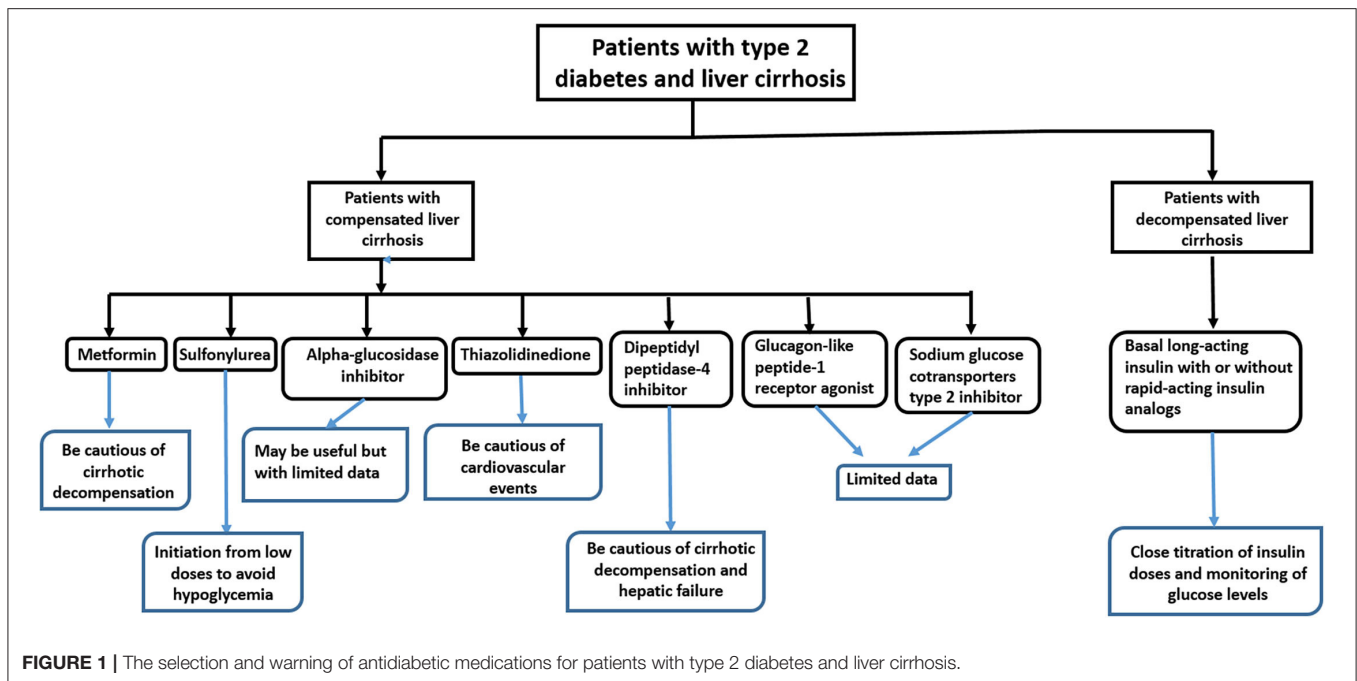 Patients with type 2
diabetes and liver cirrhosis
Patients with
compensated liver
cirrhosis
Patients with
decompensated liver
cirrhosis
Metformin
Sulfonylurea
Alpha-glucosidase
inhibitor
Thiazolidinedione
Dipeptidyl
peptidase-4
inhibitor
Glucagon-like
peptide-1
receptor agonist
Sodium glucose
cotransporters
type 2 inhibitor
Basal long-acting
insulin with or without
rapid-acting insulin
analogs
Be cautious of
cirrhotic
decompensation
Initiation from low
doses to avoid
hypoglycemia
May be useful but
with limited data
Be cautious of
cardiovascular
events
Be cautious of cirrhotic
decompensation and
hepatic failure
Limited data
Close titration of insulin
doses and monitoring of
glucose levels
FIGURE 1 | The selection and warning of antidiabetic medications for patients with type 2 diabetes and liver cirrhosis.